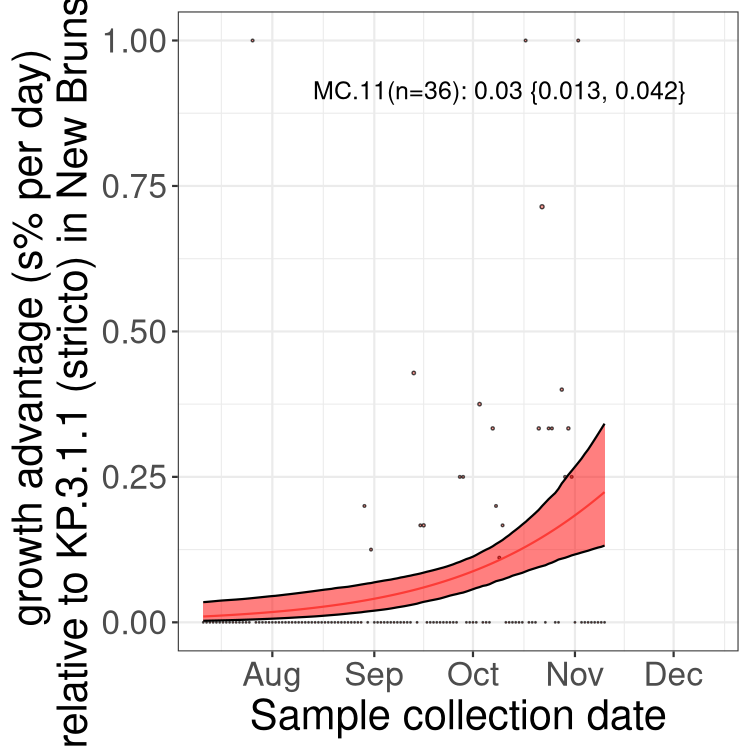 growth advantage (s% per day)
relative to KP.3.1.1 (stricto) in New Bruns
1.00
0.75
0.50
0.25
0.00
MC.11(n=36): 0.03 {0.013, 0.042}
Aug Sep Oct Nov Dec
Sample collection date